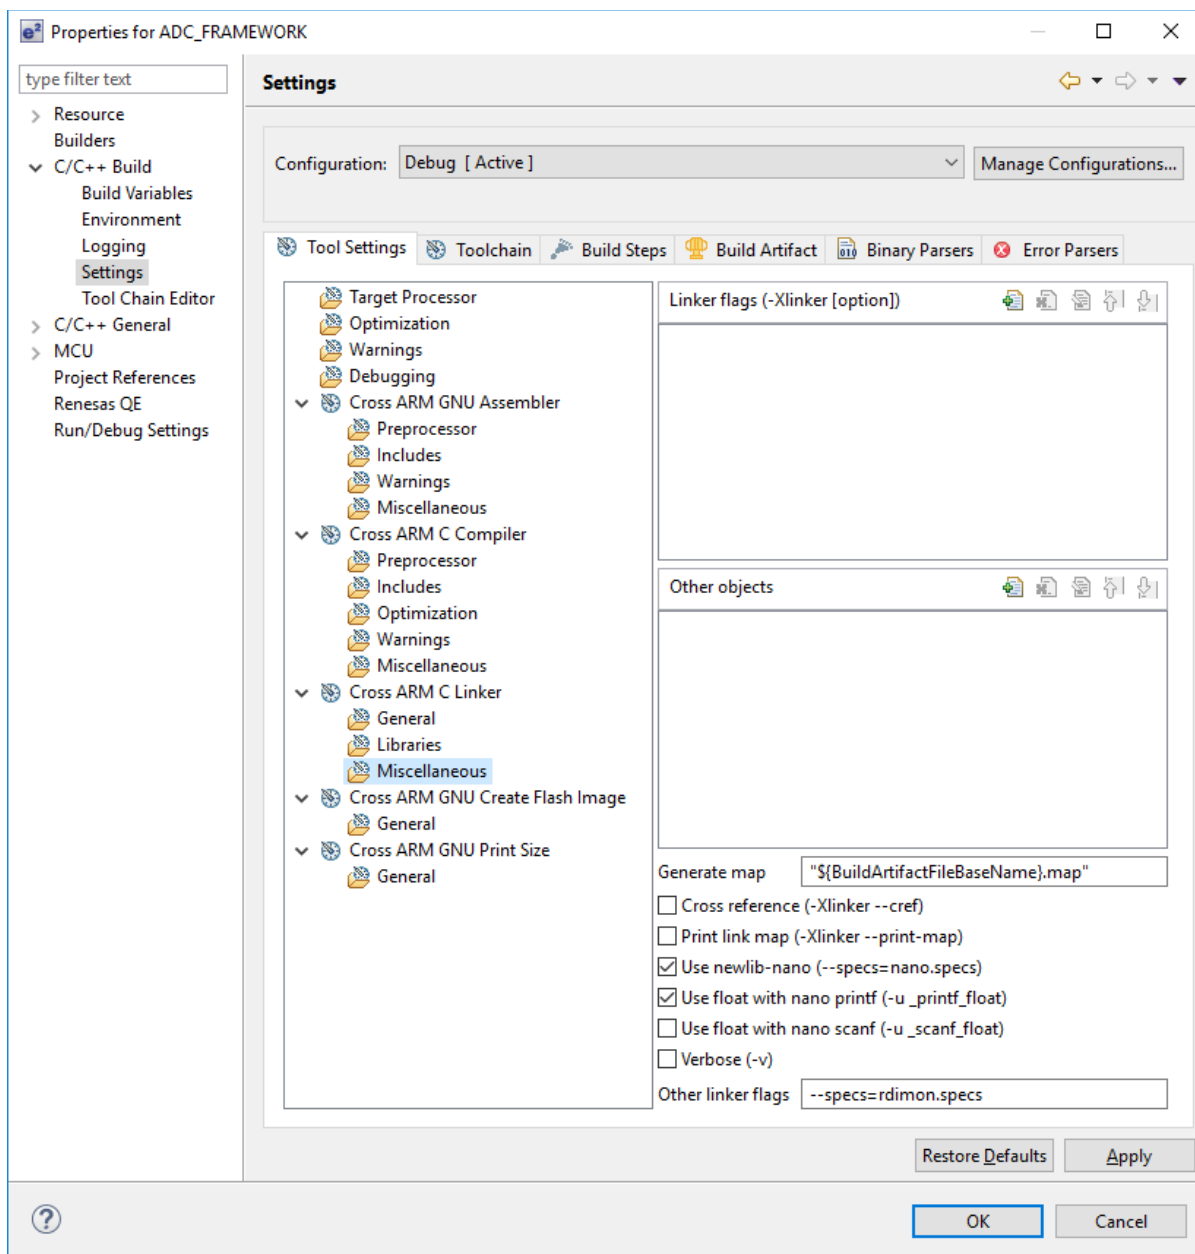 e² Properties for ADC_FRAMEWORK
type filter text
Resource
Builders
C/C++ Build
Build Variables
Environment
Logging
Settings
Tool Chain Editor
C/C++ General
MCU
Project References
Renesas QE
Run/Debug Settings
Settings
Configuration: Debug [ Active ] Manage Configurations...
Tool Settings Toolchain Build Steps Build Artifact Binary Parsers Error Parsers
Target Processor
Optimization
Warnings
Debugging
Cross ARM GNU Assembler
Preprocessor
Includes
Warnings
Miscellaneous
Cross ARM C Compiler
Preprocessor
Includes
Optimization
Warnings
Miscellaneous
Cross ARM C Linker
General
Libraries
Miscellaneous
Cross ARM GNU Create Flash Image
General
Cross ARM GNU Print Size
General
Linker flags (-Xlinker [option])
Other objects
Generate map "${BuildArtifactFileBaseName}.map"
Cross reference (-Xlinker --cref)
Print link map (-Xlinker --print-map)
Use newlib-nano (--specs=nano.specs)
Use float with nano printf (-u _printf_float)
Use float with nano scanf (-u _scanf_float)
Verbose (-v)
Other linker flags --specs=rdimon.specs
Restore Defaults Apply
? OK Cancel